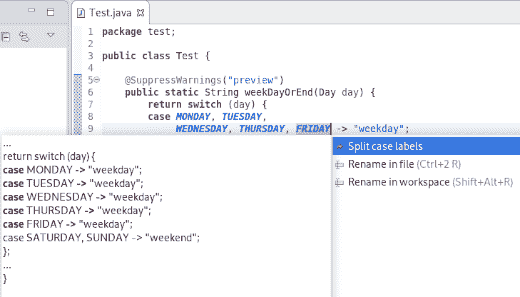 Test.java
1 package test;
2
3 public class Test {
4
5 @SuppressWarnings("preview")
6 public static String weekDayOrEnd(Day day) {
7 return switch (day) {
8 case MONDAY, TUESDAY,
9 WEDNESDAY, THURSDAY, FRIDAY -> "weekday";
...
return switch (day) {
case MONDAY -> "weekday";
case TUESDAY -> "weekday";
case WEDNESDAY -> "weekday";
case THURSDAY -> "weekday";
case FRIDAY -> "weekday";
case SATURDAY, SUNDAY -> "weekend";
};
...
}
Split case labels
Rename in file (Ctrl+2 R)
Rename in workspace (Shift+Alt+R)